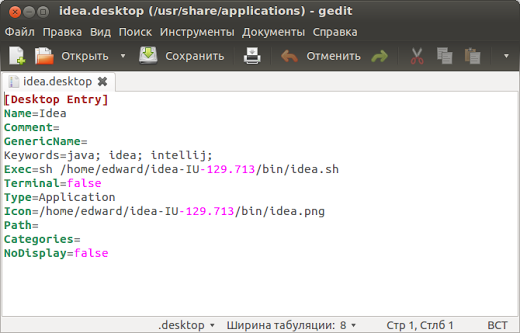 idea.desktop (/usr/share/applications) - gedit
Файл Правка Вид Поиск Инструменты Документы Справка
Открыть Сохранить Отменить
idea.desktop
[Desktop Entry]
Name=Idea
Comment=
GenericName=
Keywords=java; idea; intellij;
Exec=sh /home/edward/idea-IU-129.713/bin/idea.sh
Terminal=false
Type=Application
Icon=/home/edward/idea-IU-129.713/bin/idea.png
Path=
Categories=
NoDisplay=false
.desktop Ширина табуляции: 8 Стр 1, Стлб 1 ВСТ